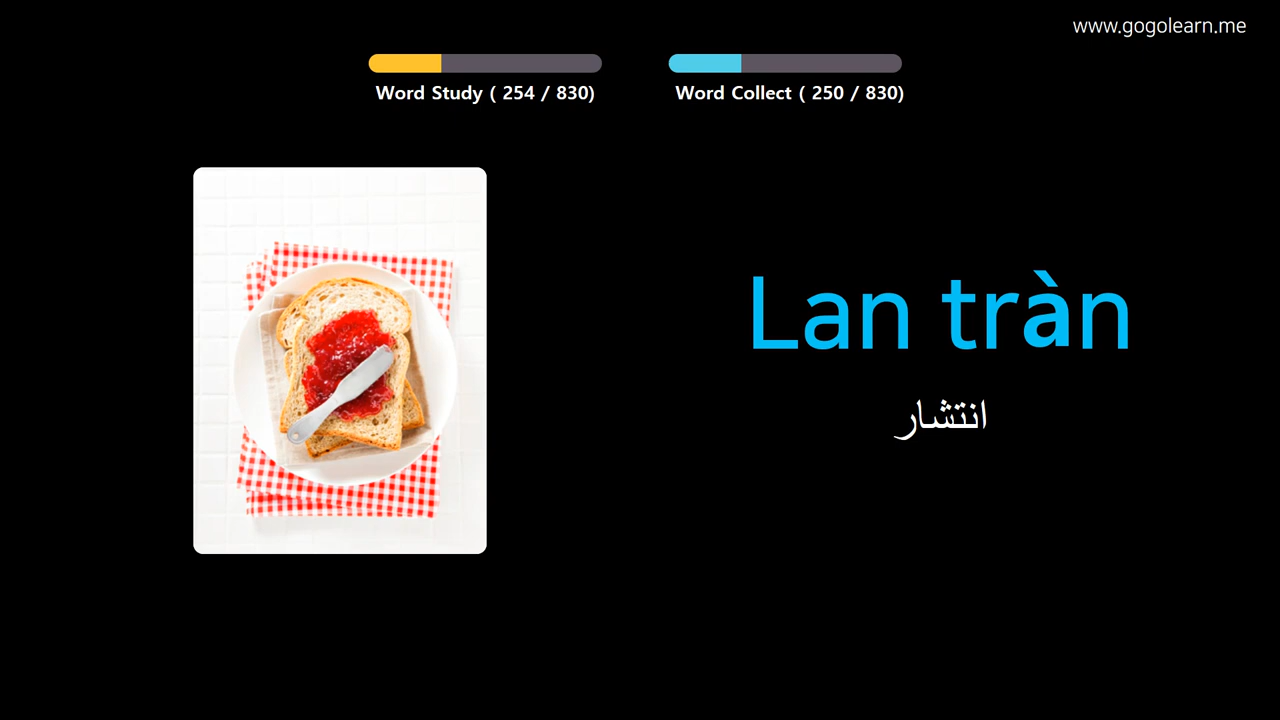 www.gogolearn.me
Word Study ( 254 / 830)
Word Collect ( 250 / 830)
Lan tràn
انتشار